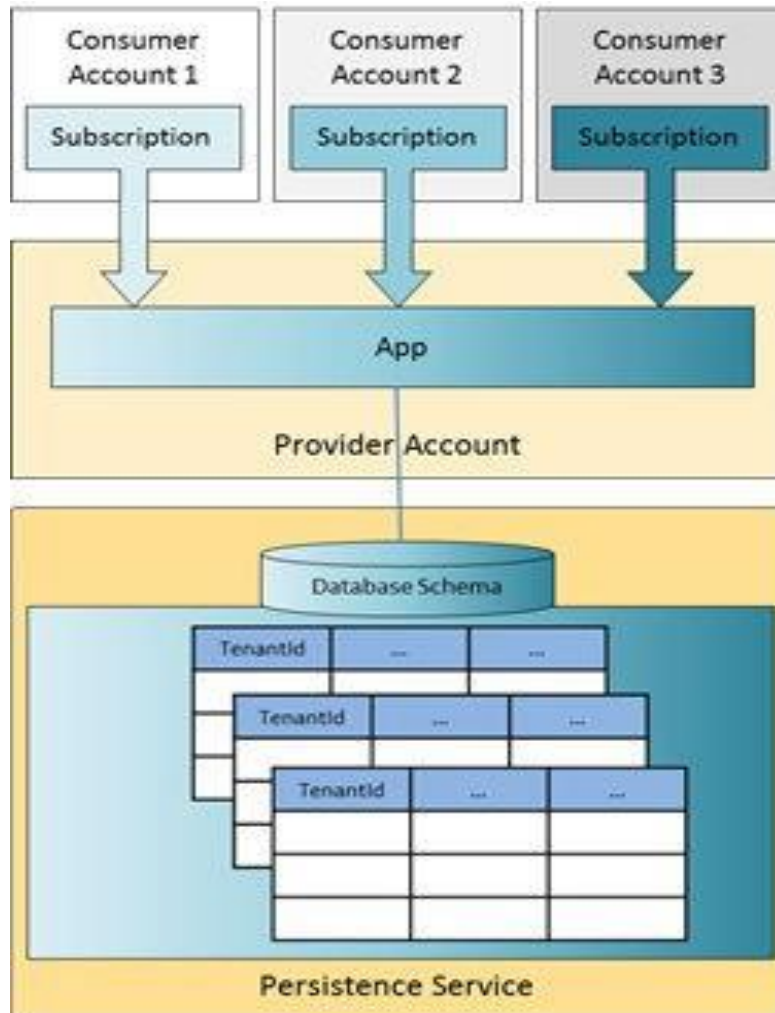 Consumer
Account 1
Consumer
Account 2
Consumer
Account 3
Subscription
Subscription
Subscription
App
Provider Account
Database Schema
TenantId ... ...
TenantId ... ...
TenantId ... ...
Persistence Service